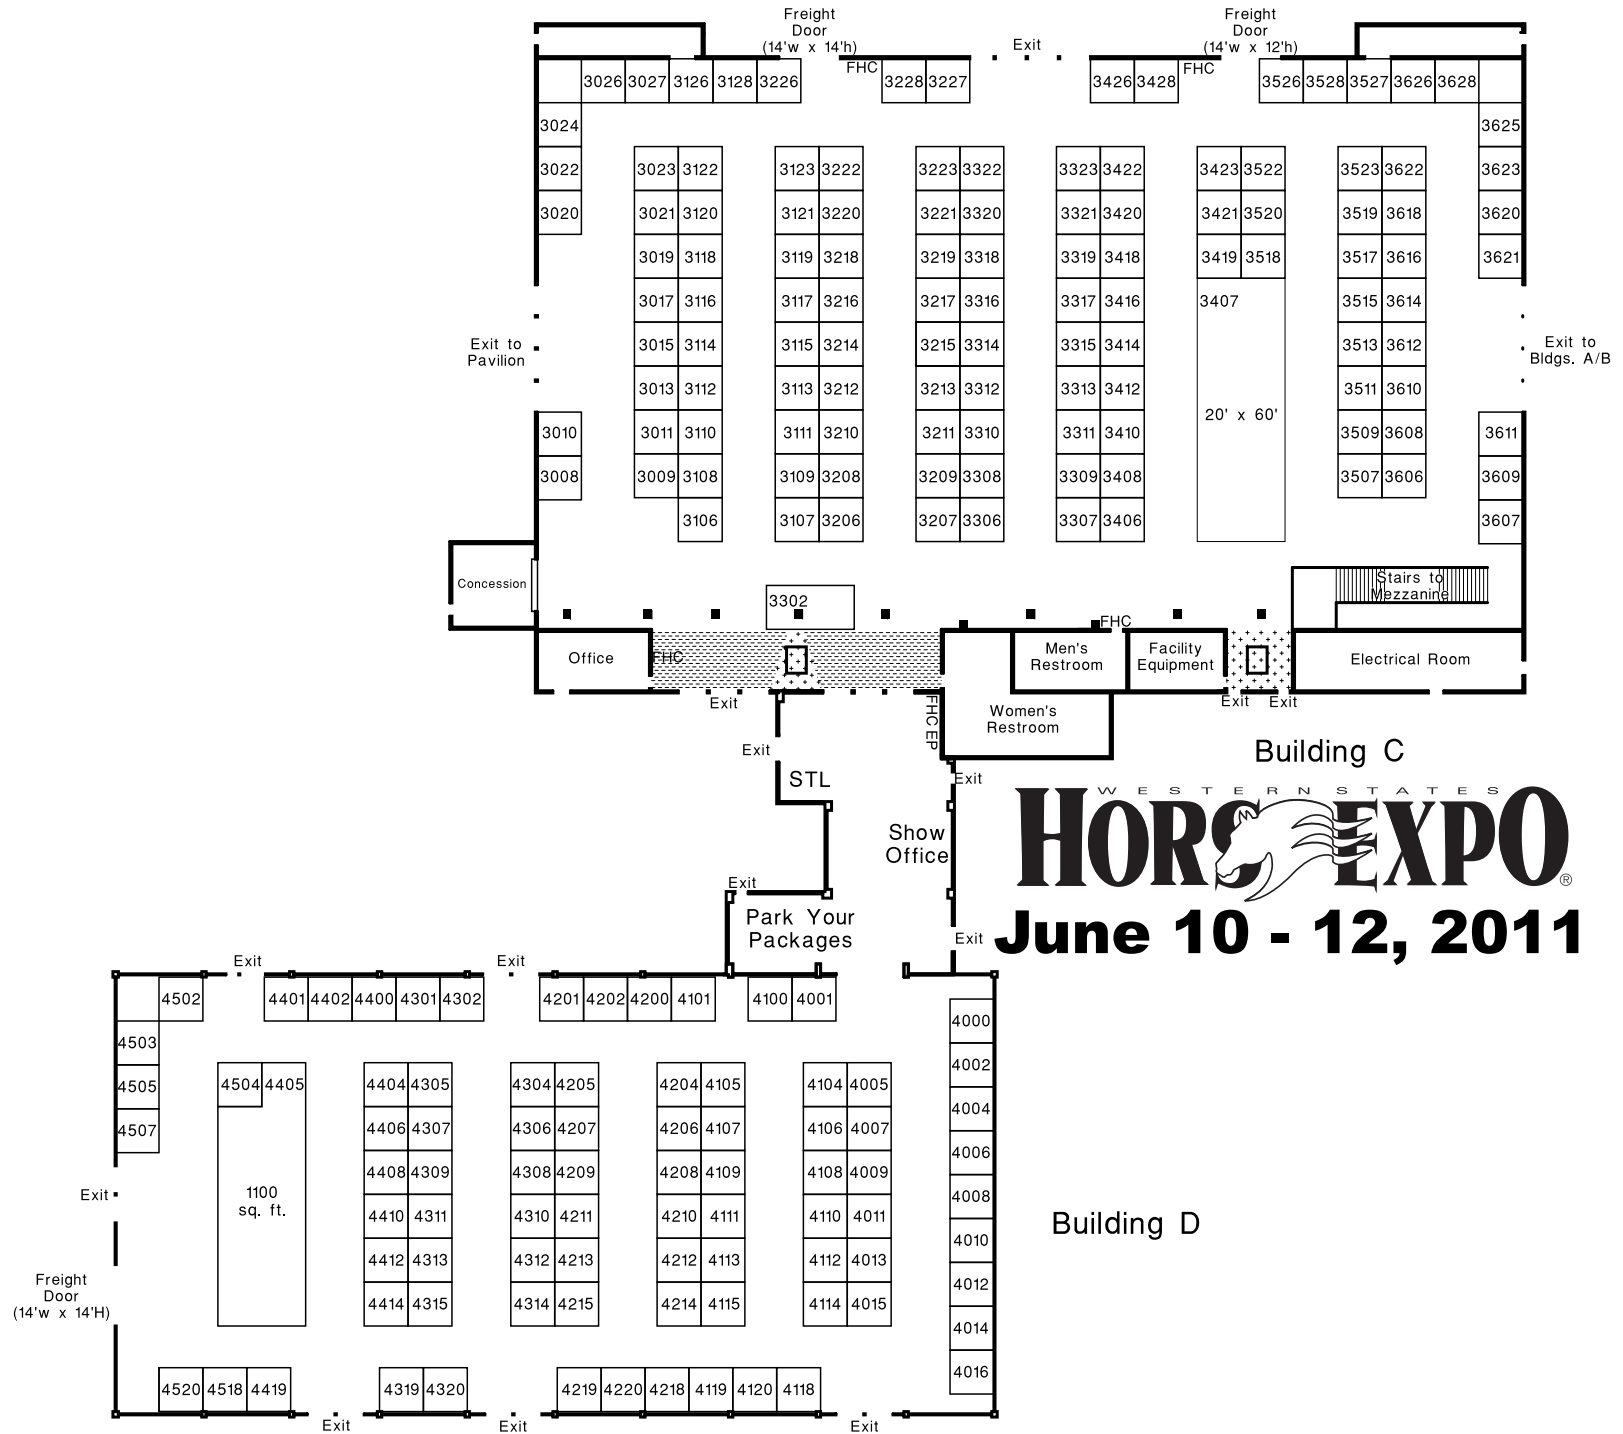 Freight
Door
(14'w x 14'h)
Freight
Door
(14'w x 12'h)
Exit
FHC
FHC
3026 3027 3126 3128 3226
3228 3227
3426 3428
3526 3528 3527 3626 3628
3024
3625
3022
3023 3122
3123 3222
3223 3322
3323 3422
3423 3522
3523 3622
3623
3020
3021 3120
3121 3220
3221 3320
3321 3420
3421 3520
3519 3618
3620
3019 3118
3119 3218
3219 3318
3319 3418
3419 3518
3517 3616
3621
3017 3116
3117 3216
3217 3316
3317 3416
3407
3515 3614
Exit to
Pavilion
3015 3114
3115 3214
3215 3314
3315 3414
3513 3612
Exit to
Bldgs. A/B
3013 3112
3113 3212
3213 3312
3313 3412
3511 3610
20' x 60'
3010
3011 3110
3111 3210
3211 3310
3311 3410
3509 3608
3611
3008
3009 3108
3109 3208
3209 3308
3309 3408
3507 3606
3609
3106
3107 3206
3207 3306
3307 3406
3607
Concession
3302
Stairs to
Mezzanine
FHC
Office
FHC
Men's
Restroom
Facility
Equipment
Electrical Room
Exit
FHC EP
Women's
Restroom
Exit
Exit
Exit
Building C
STL
Exit
WESTERN STATES
HORSE EXPO®
Show
Office
Exit
Park Your
Packages
June 10 - 12, 2011
Exit
Exit
Exit
4502
4401 4402 4400 4301 4302
4201 4202 4200 4101
4100 4001
4000
4503
4002
4505
4504 4405
4404 4305
4304 4205
4204 4105
4104 4005
4004
4507
4406 4307
4306 4207
4206 4107
4106 4007
4006
4408 4309
4308 4209
4208 4109
4108 4009
Exit
1100
sq. ft.
4008
4410 4311
4310 4211
4210 4111
4110 4011
Building D
4010
4412 4313
4312 4213
4212 4113
4112 4013
Freight
Door
(14'w x 14'H)
4012
4414 4315
4314 4215
4214 4115
4114 4015
4014
4016
4520 4518 4419
4319 4320
4219 4220 4218 4119 4120 4118
Exit
Exit
Exit